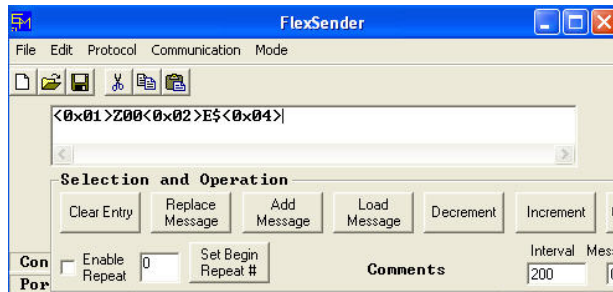 FlexSender
File Edit Protocol Communication Mode
<0x01>Z00<0x02>E$<0x04>
Selection and Operation
Clear Entry Replace Message Add Message Load Message Decrement Increment
Enable Repeat 0 Set Begin Repeat # Comments Interval 200 Mes
Con
Por